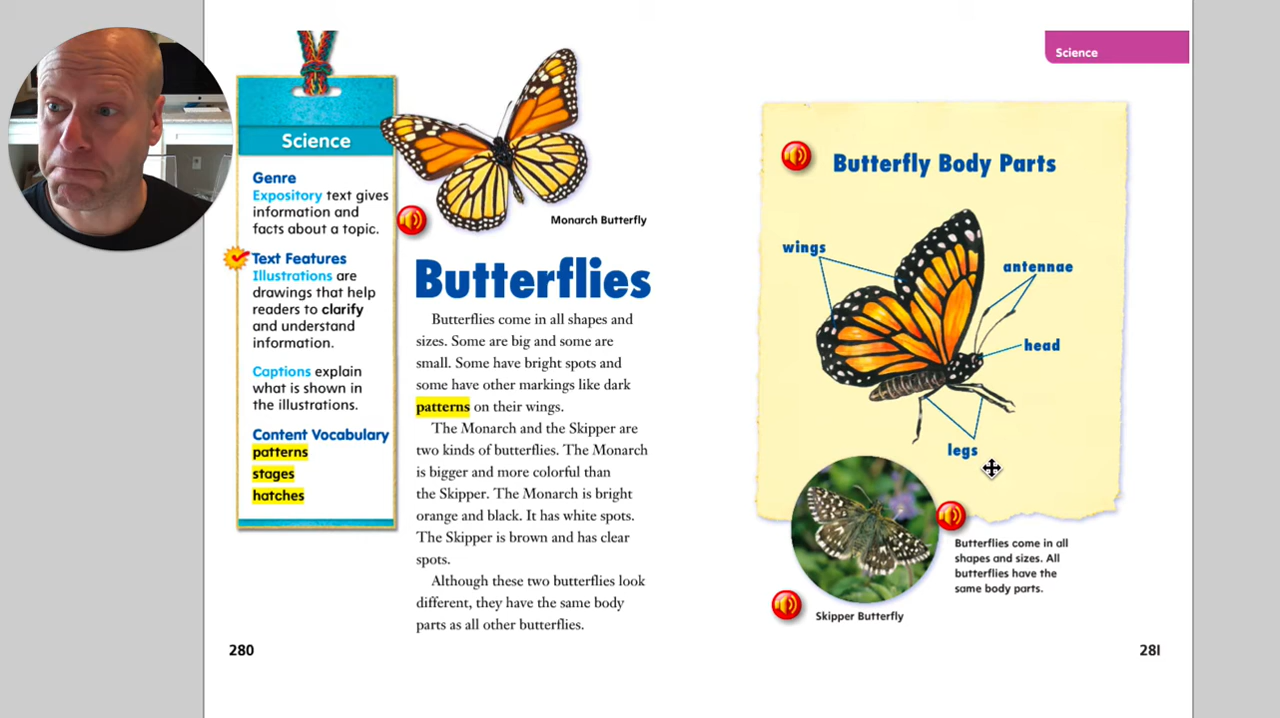 Science
Genre
Expository text gives
information and
facts about a topic.
Text Features
Illustrations are
drawings that help
readers to clarify
and understand
information.
Captions explain
what is shown in
the illustrations.
Content Vocabulary
patterns
stages
hatches
Monarch Butterfly
Butterflies
Butterflies come in all shapes and
sizes. Some are big and some are
small. Some have bright spots and
some have other markings like dark
patterns on their wings.
The Monarch and the Skipper are
two kinds of butterflies. The Monarch
is bigger and more colorful than
the Skipper. The Monarch is bright
orange and black. It has white spots.
The Skipper is brown and has clear
spots.
Although these two butterflies look
different, they have the same body
parts as all other butterflies.
280
Science
Butterfly Body Parts
wings
antennae
head
legs
Butterflies come in all
shapes and sizes. All
butterflies have the
same body parts.
Skipper Butterfly
281